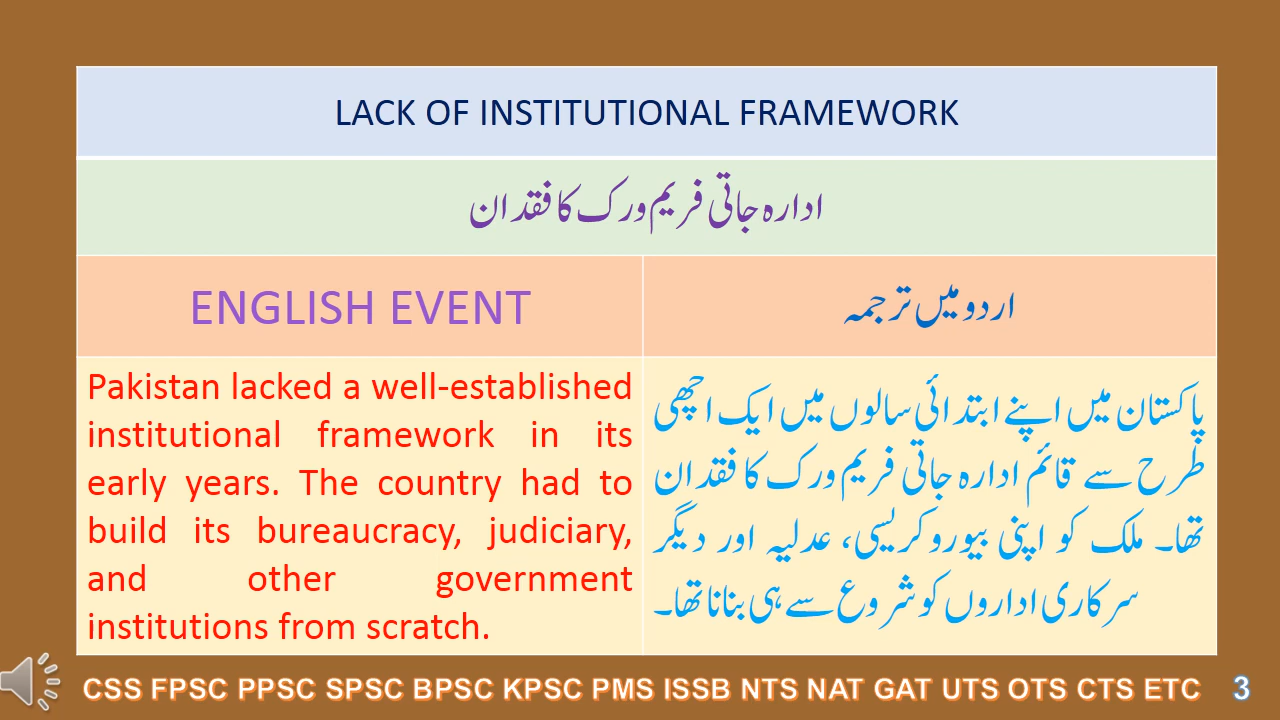 LACK OF INSTITUTIONAL FRAMEWORK
ادارہ جاتی فریم ورک کا فقدان
ENGLISH EVENT
اردو میں ترجمہ
Pakistan lacked a well-established
institutional framework in its
early years. The country had to
build its bureaucracy, judiciary,
and other government
institutions from scratch.
پاکستان میں اپنے ابتدائی سالوں میں ایک اچھی
طرح سے قائم ادارہ جاتی فریم ورک کا فقدان
تھا۔ ملک کو اپنی بیوروکریسی، عدلیہ اور دیگر
سرکاری اداروں کو شروع سے ہی بنانا تھا۔
CSS FPSC PPSC SPSC BPSC KPSC PMS ISSB NTS NAT GAT UTS OTS CTS ETC 3